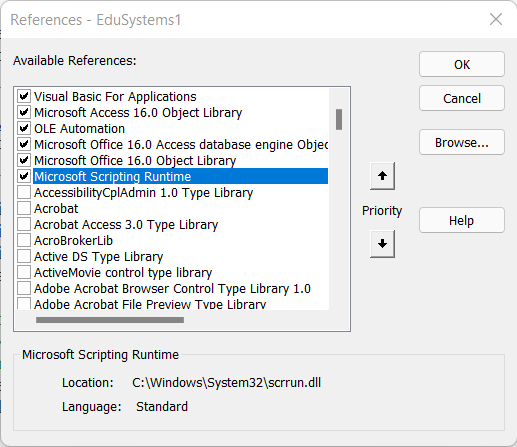 References - EduSystems1
Available References:
Visual Basic For Applications
Microsoft Access 16.0 Object Library
OLE Automation
Microsoft Office 16.0 Access database engine Objec
Microsoft Office 16.0 Object Library
Microsoft Scripting Runtime
AccessibilityCplAdmin 1.0 Type Library
Acrobat
Acrobat Access 3.0 Type Library
AcroBrokerLib
Active DS Type Library
ActiveMovie control type library
Adobe Acrobat Browser Control Type Library 1.0
Adobe Acrobat File Preview Type Library
OK
Cancel
Browse...
Priority
Help
Microsoft Scripting Runtime
Location: C:\Windows\System32\scrrun.dll
Language: Standard